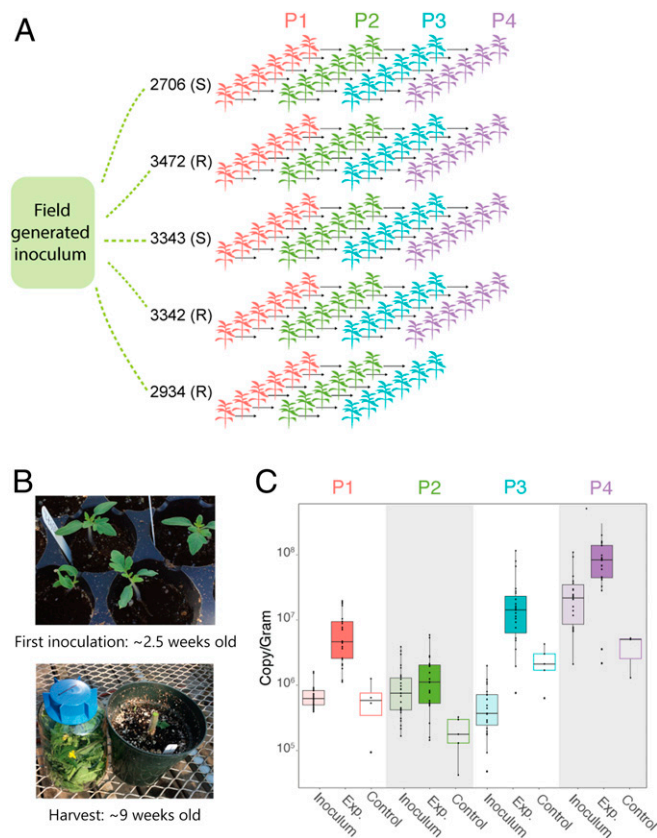 A
P1 P2 P3 P4
2706 (S)
3472 (R)
Field
generated
inoculum
3343 (S)
3342 (R)
2934 (R)
B
First inoculation: ~2.5 weeks old
Harvest: ~9 weeks old
C
P1 P2 P3 P4
Copy/Gram
10⁸
10⁷
10⁶
10⁵
Inoculum Exp. Control Inoculum Exp. Control Inoculum Exp. Control Inoculum Exp. Control